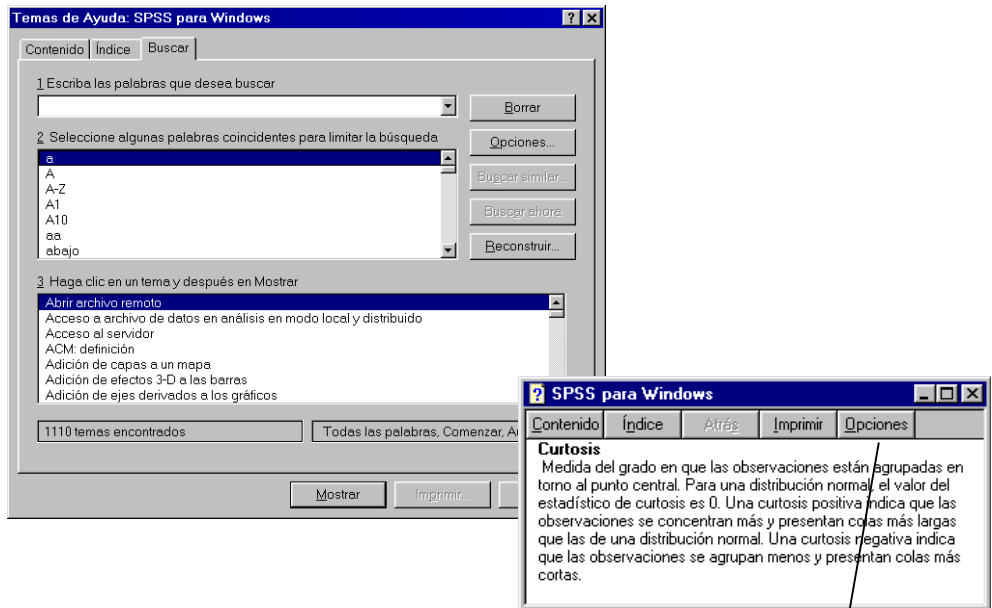 Temas de Ayuda: SPSS para Windows
Contenido Índice Buscar
1 Escriba las palabras que desea buscar
Borrar
2 Seleccione algunas palabras coincidentes para limitar la búsqueda
Opciones...
a
A
Buscar similar...
A-Z
A1
Buscar ahora
A10
aa
abajo
Reconstruir...
3 Haga clic en un tema y después en Mostrar
Abrir archivo remoto
Acceso a archivo de datos en análisis en modo local y distribuido
Acceso al servidor
ACM: definición
Adición de capas a un mapa
Adición de efectos 3-D a las barras
Adición de ejes derivados a los gráficos
1110 temas encontrados
Todas las palabras, Comenzar, Au
Mostrar Imprimir...
SPSS para Windows
Contenido Índice Atrás Imprimir Opciones
Curtosis
Medida del grado en que las observaciones están agrupadas en
torno al punto central. Para una distribución normal, el valor del
estadístico de curtosis es 0. Una curtosis positiva indica que las
observaciones se concentran más y presentan colas más largas
que las de una distribución normal. Una curtosis negativa indica
que las observaciones se agrupan menos y presentan colas más
cortas.